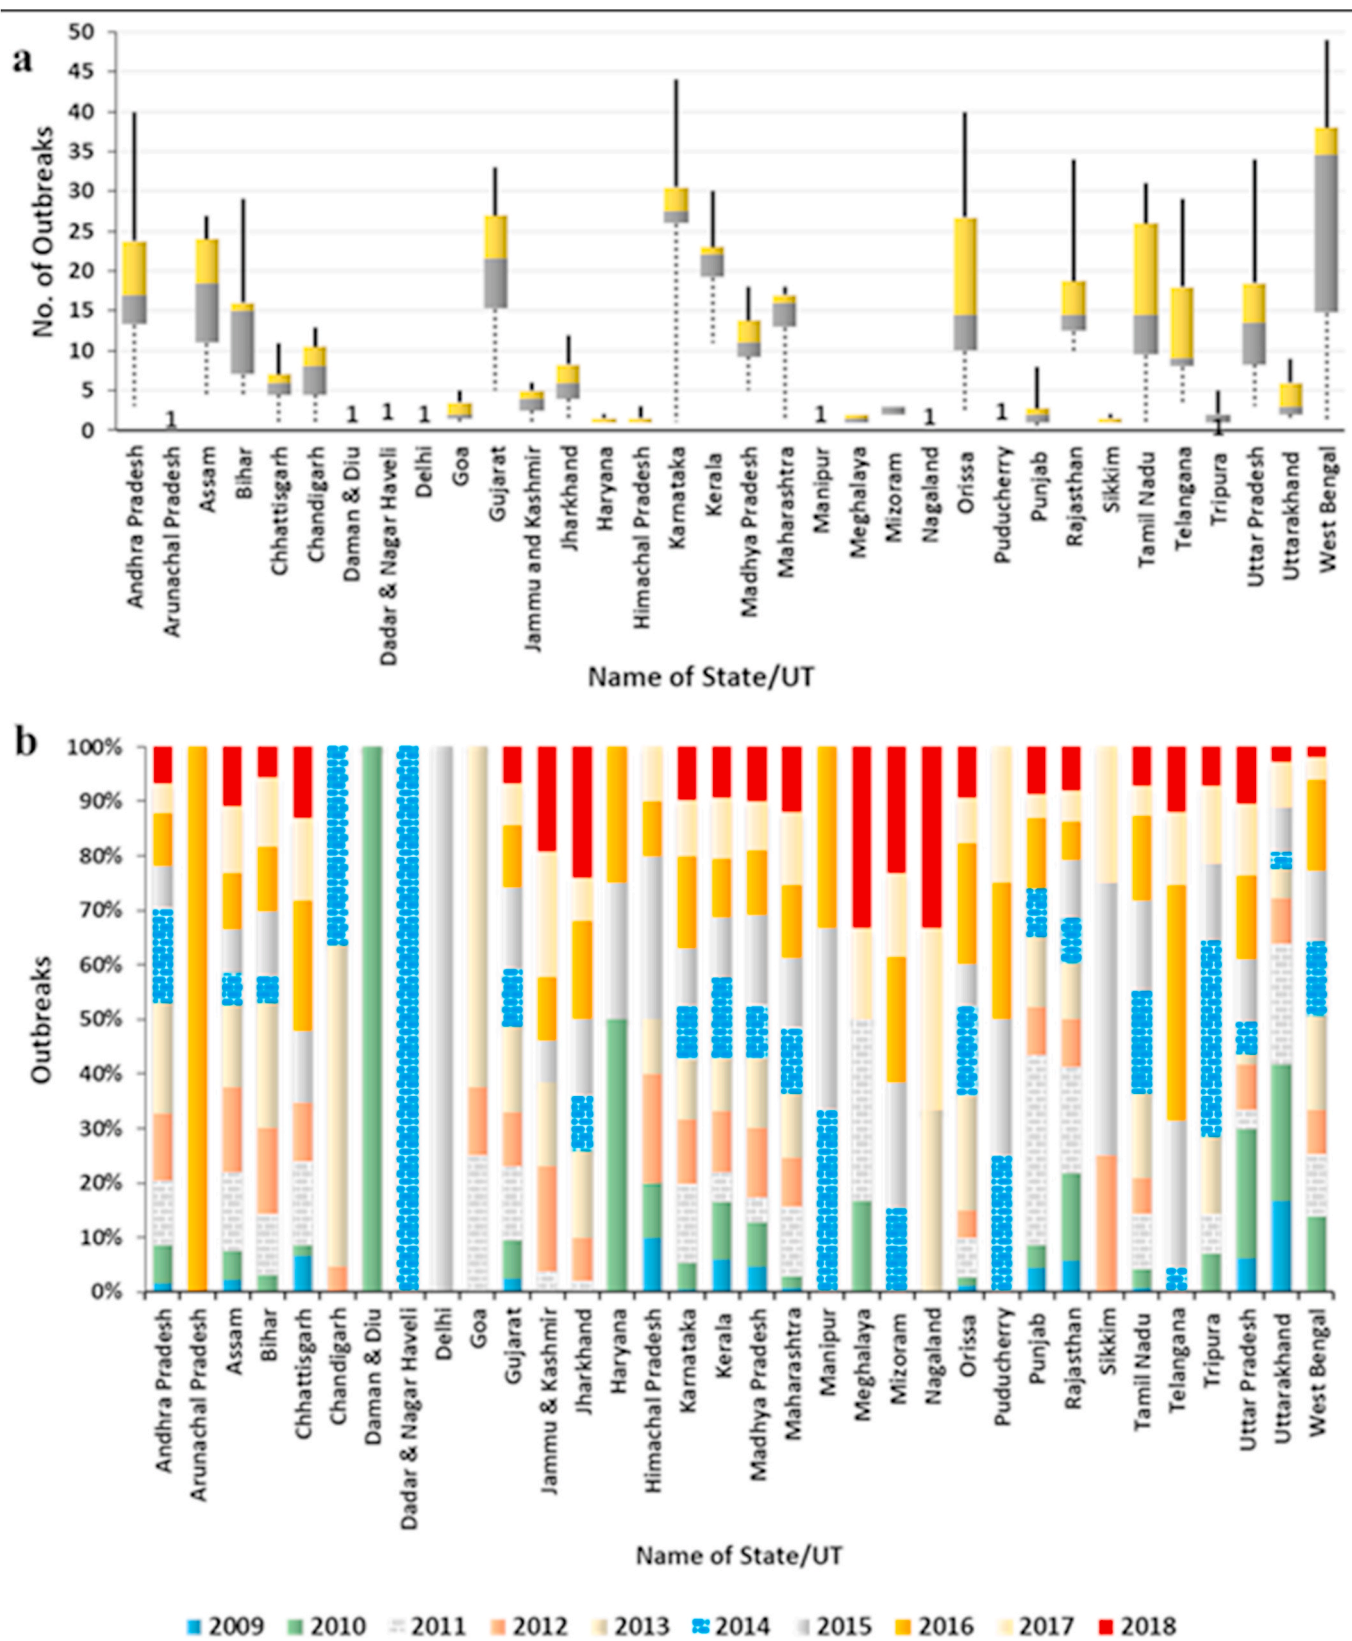 a
50
45
40
35
30
25
20
15
10
5
0
No. of Outbreaks
1
1
1
1
1
1
1
1
Andhra Pradesh
Arunachal Pradesh
Assam
Bihar
Chhattisgarh
Chandigarh
Daman & Diu
Dadar & Nagar Haveli
Delhi
Goa
Gujarat
Jammu and Kashmir
Jharkhand
Haryana
Himachal Pradesh
Karnataka
Kerala
Madhya Pradesh
Maharashtra
Manipur
Meghalaya
Mizoram
Nagaland
Orissa
Puducherry
Punjab
Rajasthan
Sikkim
Tamil Nadu
Telangana
Tripura
Uttar Pradesh
Uttarakhand
West Bengal
Name of State/UT
b
100%
90%
80%
70%
60%
50%
40%
30%
20%
10%
0%
Outbreaks
Andhra Pradesh
Arunachal Pradesh
Assam
Bihar
Chhattisgarh
Chandigarh
Daman & Diu
Dadar & Nagar Haveli
Delhi
Goa
Gujarat
Jammu & Kashmir
Jharkhand
Haryana
Himachal Pradesh
Karnataka
Kerala
Madhya Pradesh
Maharashtra
Manipur
Meghalaya
Mizoram
Nagaland
Orissa
Puducherry
Punjab
Rajasthan
Sikkim
Tamil Nadu
Telangana
Tripura
Uttar Pradesh
Uttarakhand
West Bengal
Name of State/UT
2009 2010 2011 2012 2013 2014 2015 2016 2017 2018